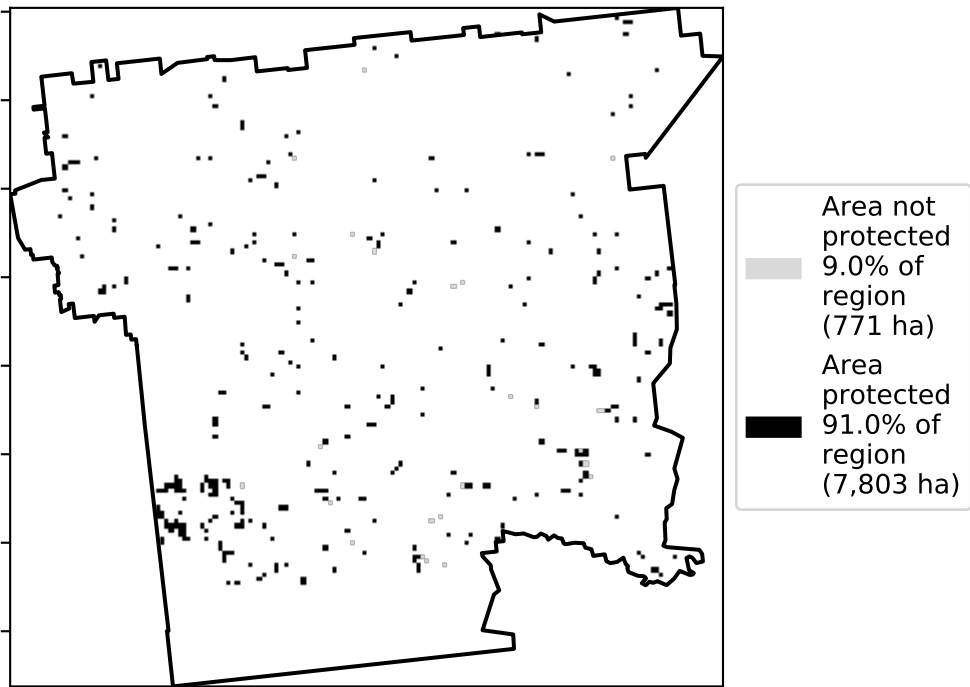 Area not
protected
9.0% of
region
(771 ha)
Area
protected
91.0% of
region
(7,803 ha)